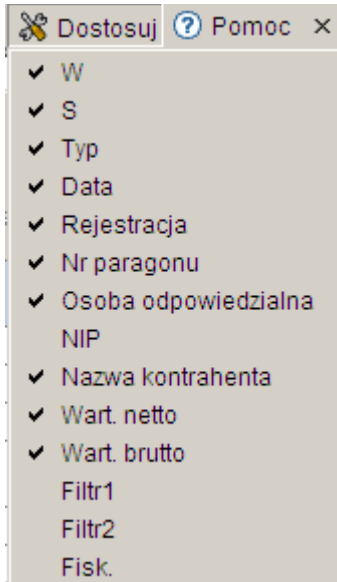 Dostosuj Pomoc
W
S
Typ
Data
Rejestracja
Nr paragonu
Osoba odpowiedzialna
NIP
Nazwa kontrahenta
Wart. netto
Wart. brutto
Filtr1
Filtr2
Fisk.